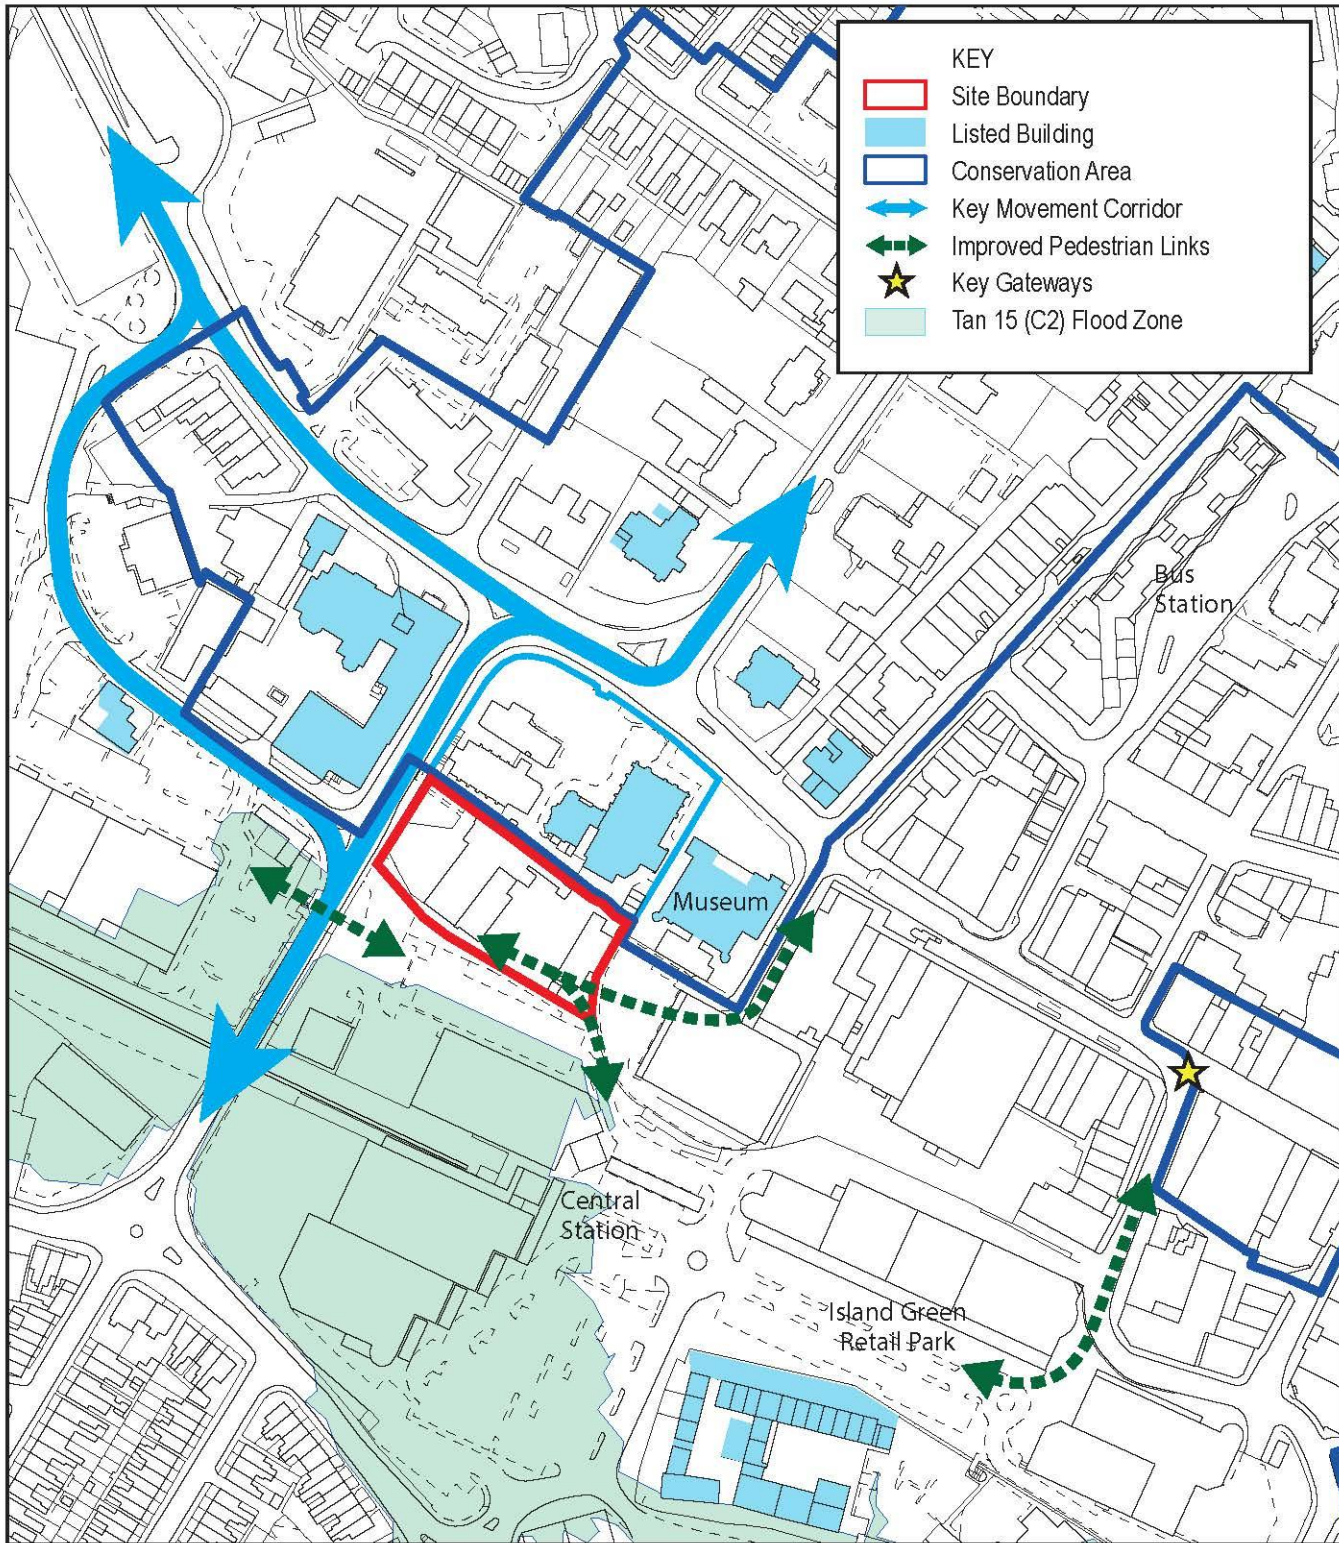 KEY
Site Boundary
Listed Building
Conservation Area
Key Movement Corridor
Improved Pedestrian Links
Key Gateways
Tan 15 (C2) Flood Zone
Bus
Station
Museum
Central
Station
Island Green
Retail Park